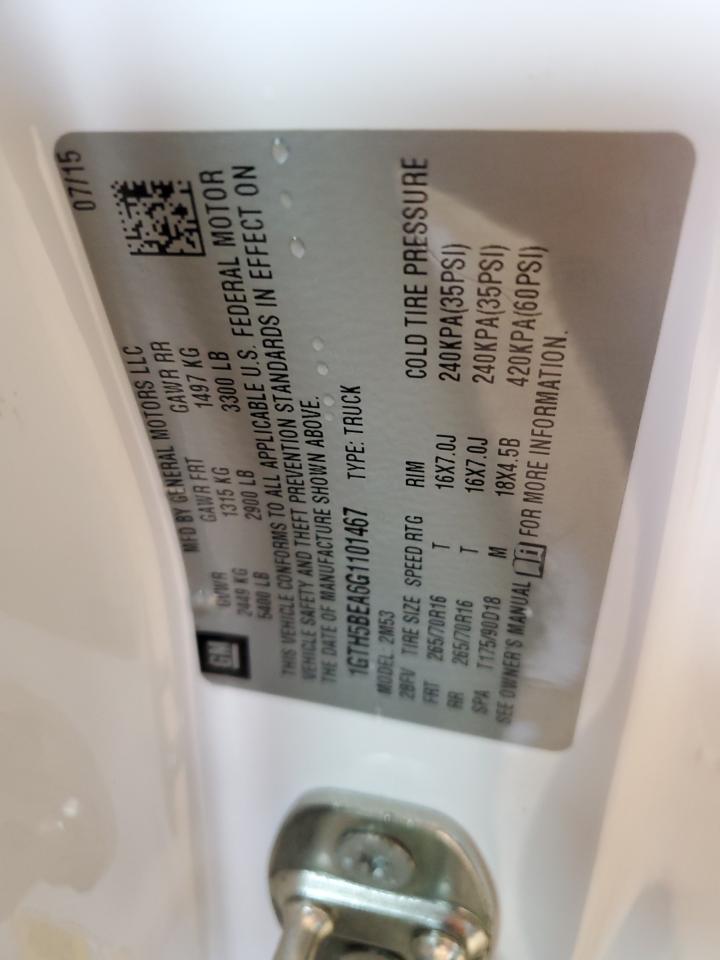 07/15
MFD BY GENERAL MOTORS LLC
GM GVWR GAWR FRT GAWR RR
2449 KG 1315 KG 1497 KG
5400 LB 2900 LB 3300 LB
THIS VEHICLE CONFORMS TO ALL APPLICABLE U.S. FEDERAL MOTOR
VEHICLE SAFETY AND THEFT PREVENTION STANDARDS IN EFFECT ON
THE DATE OF MANUFACTURE SHOWN ABOVE.
1GTH5BEA6G1101467 TYPE: TRUCK
MODEL 2M53
2BFV TIRE SIZE SPEED RTG RIM COLD TIRE PRESSURE
FRT 265/70R16 T 16X7.0J 240KPA(35PSI)
RR 265/70R16 T 16X7.0J 240KPA(35PSI)
SPA T175/90D18 M 18X4.5B 420KPA(60PSI)
SEE OWNER'S MANUAL i FOR MORE INFORMATION.